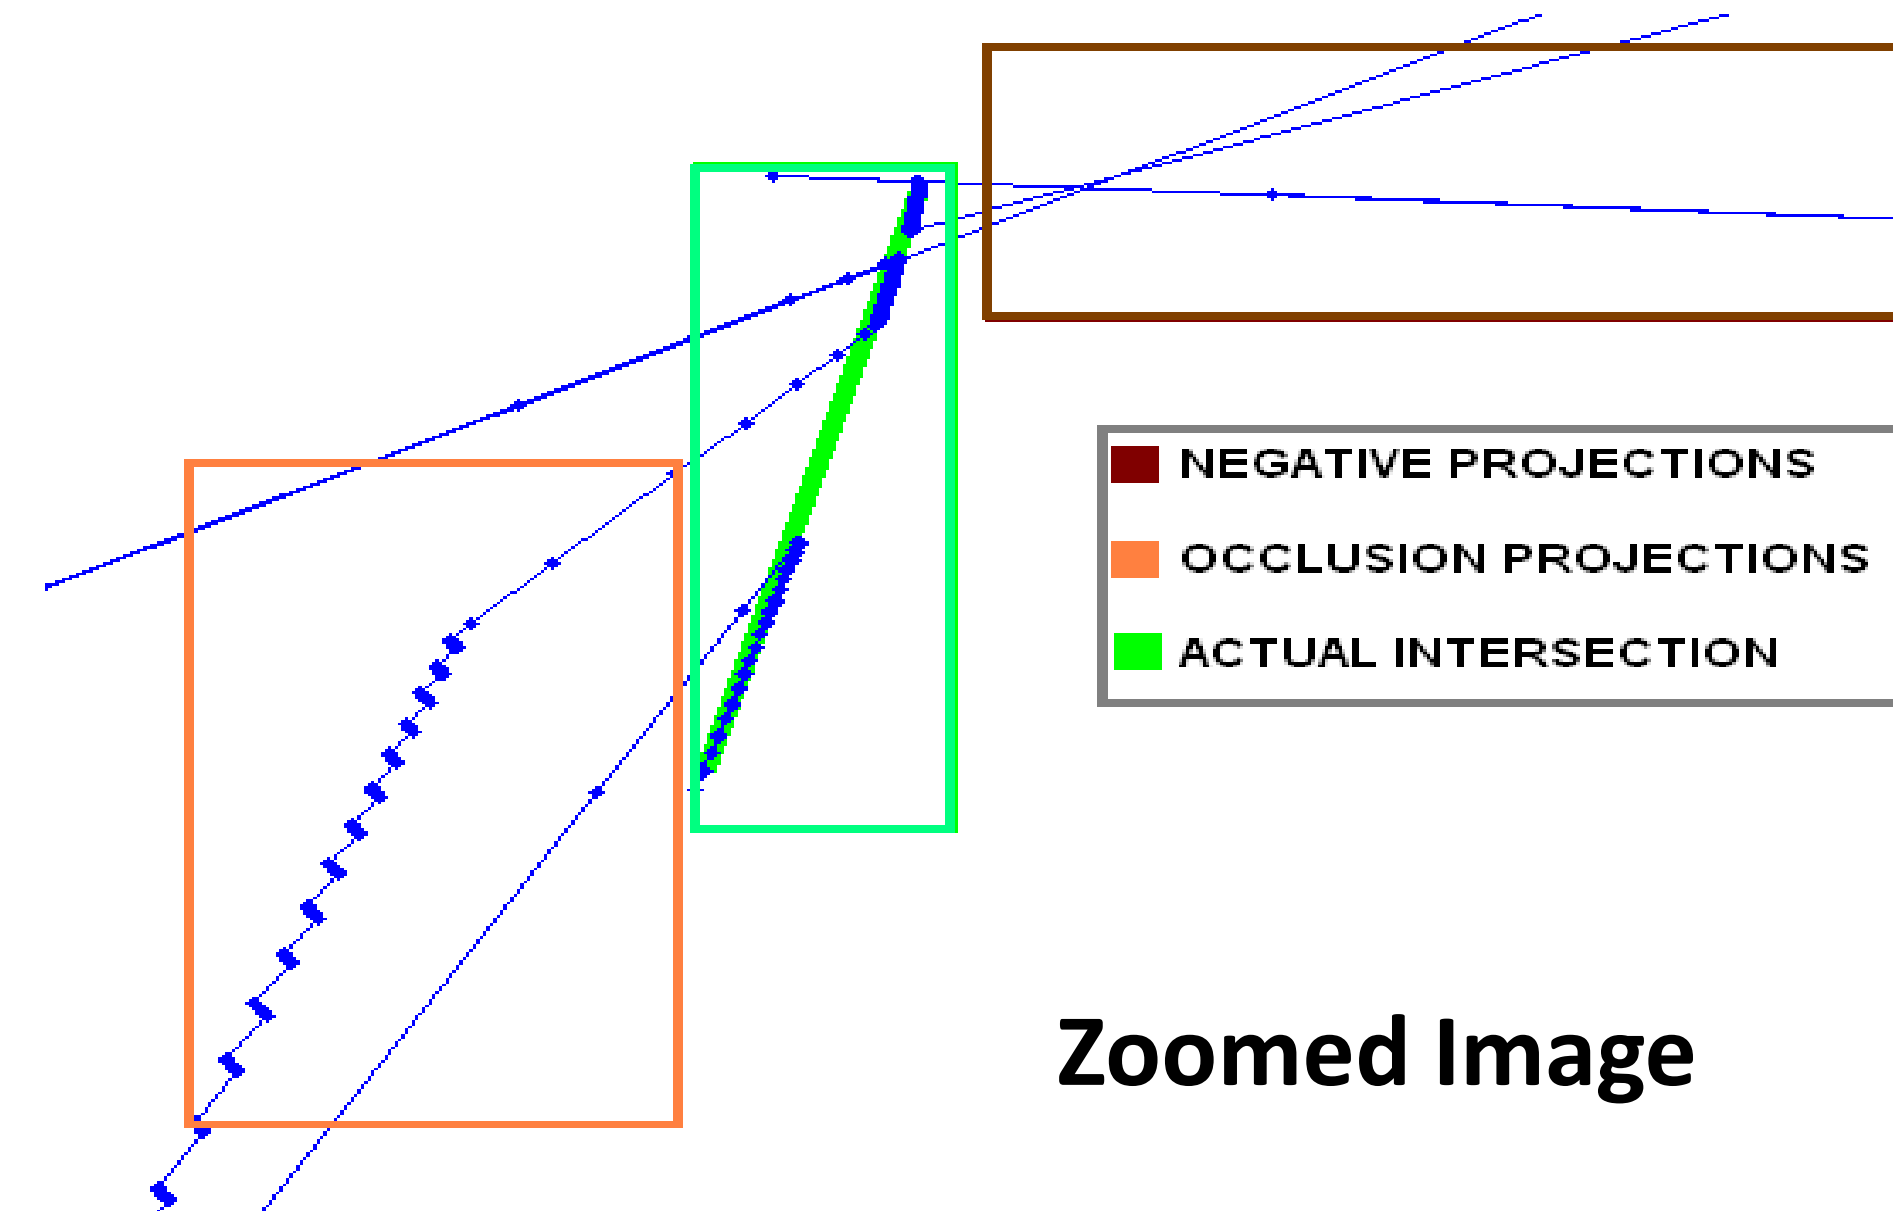 NEGATIVE PROJECTIONS
OCCLUSION PROJECTIONS
ACTUAL INTERSECTION
Zoomed Image